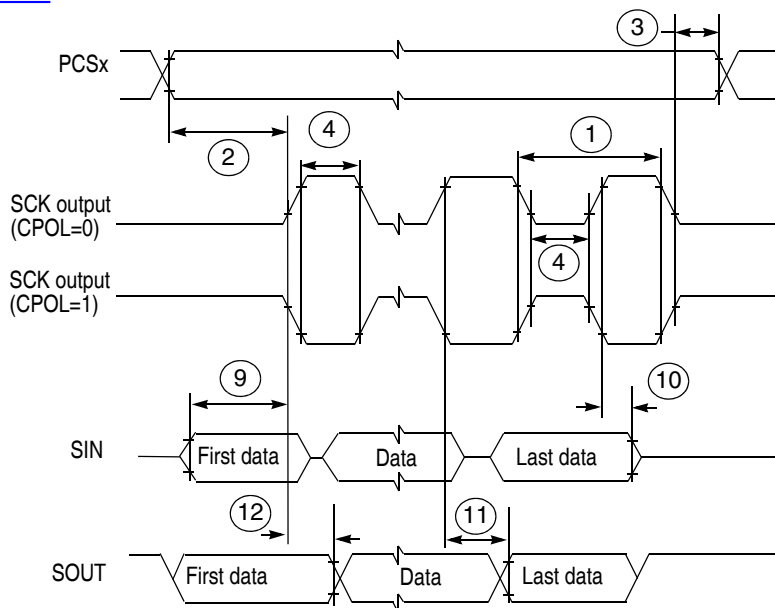 3
PCSx
2
4
1
SCK output
(CPOL=0)
4
SCK output
(CPOL=1)
9
10
SIN
First data
Data
Last data
12
11
SOUT
First data
Data
Last data